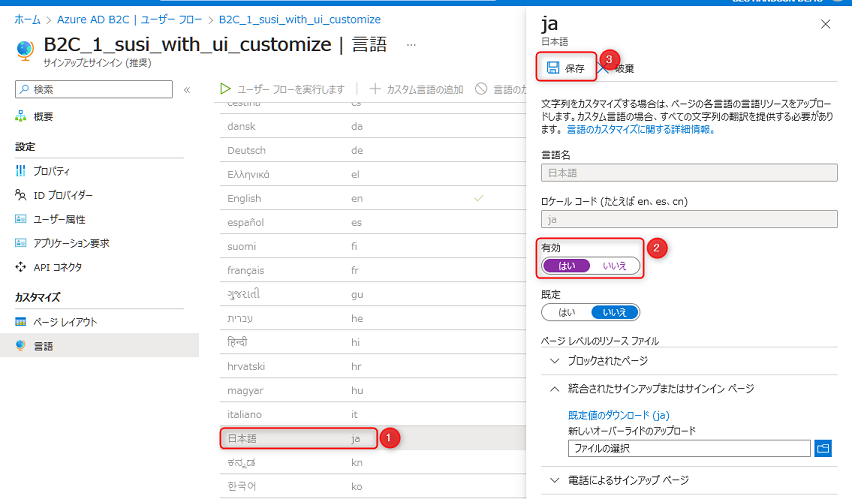 ホーム > Azure AD B2C | ユーザー フロー > B2C_1_susi_with_ui_customize
B2C_1_susi_with_ui_customize | 言語 …
サインアップとサインイン (推奨)
検索
«
概要
設定
プロパティ
ID プロバイダー
ユーザー属性
アプリケーション要求
API コネクタ
カスタマイズ
ページ レイアウト
言語
ユーザー フローを実行します
カスタム言語の追加
čeština cs
dansk da
Deutsch de
Ελληνικά el
English en
español es
suomi fi
français fr
ગુજરાતી gu
עברית he
हिन्दी hi
hrvatski hr
magyar hu
italiano it
日本語 ja 1
ಕನ್ನಡ kn
한국어 ko
ja
日本語
保存 3
破棄
文字列をカスタマイズする場合は、ページの各言語の言語リソースをアップロー
ドします。カスタム言語の場合、すべての文字列の翻訳を提供する必要があり
ます。 言語のカスタマイズに関する詳細情報。
言語名
日本語
ロケール コード (たとえば en、es、cn)
ja
有効 2
はい いいえ
既定
はい いいえ
ページ レベルのリソース ファイル
ブロックされたページ
統合されたサインアップまたはサインイン ページ
既定値のダウンロード (ja)
新しいオーバーライドのアップロード
ファイルの選択
電話によるサインアップ ページ